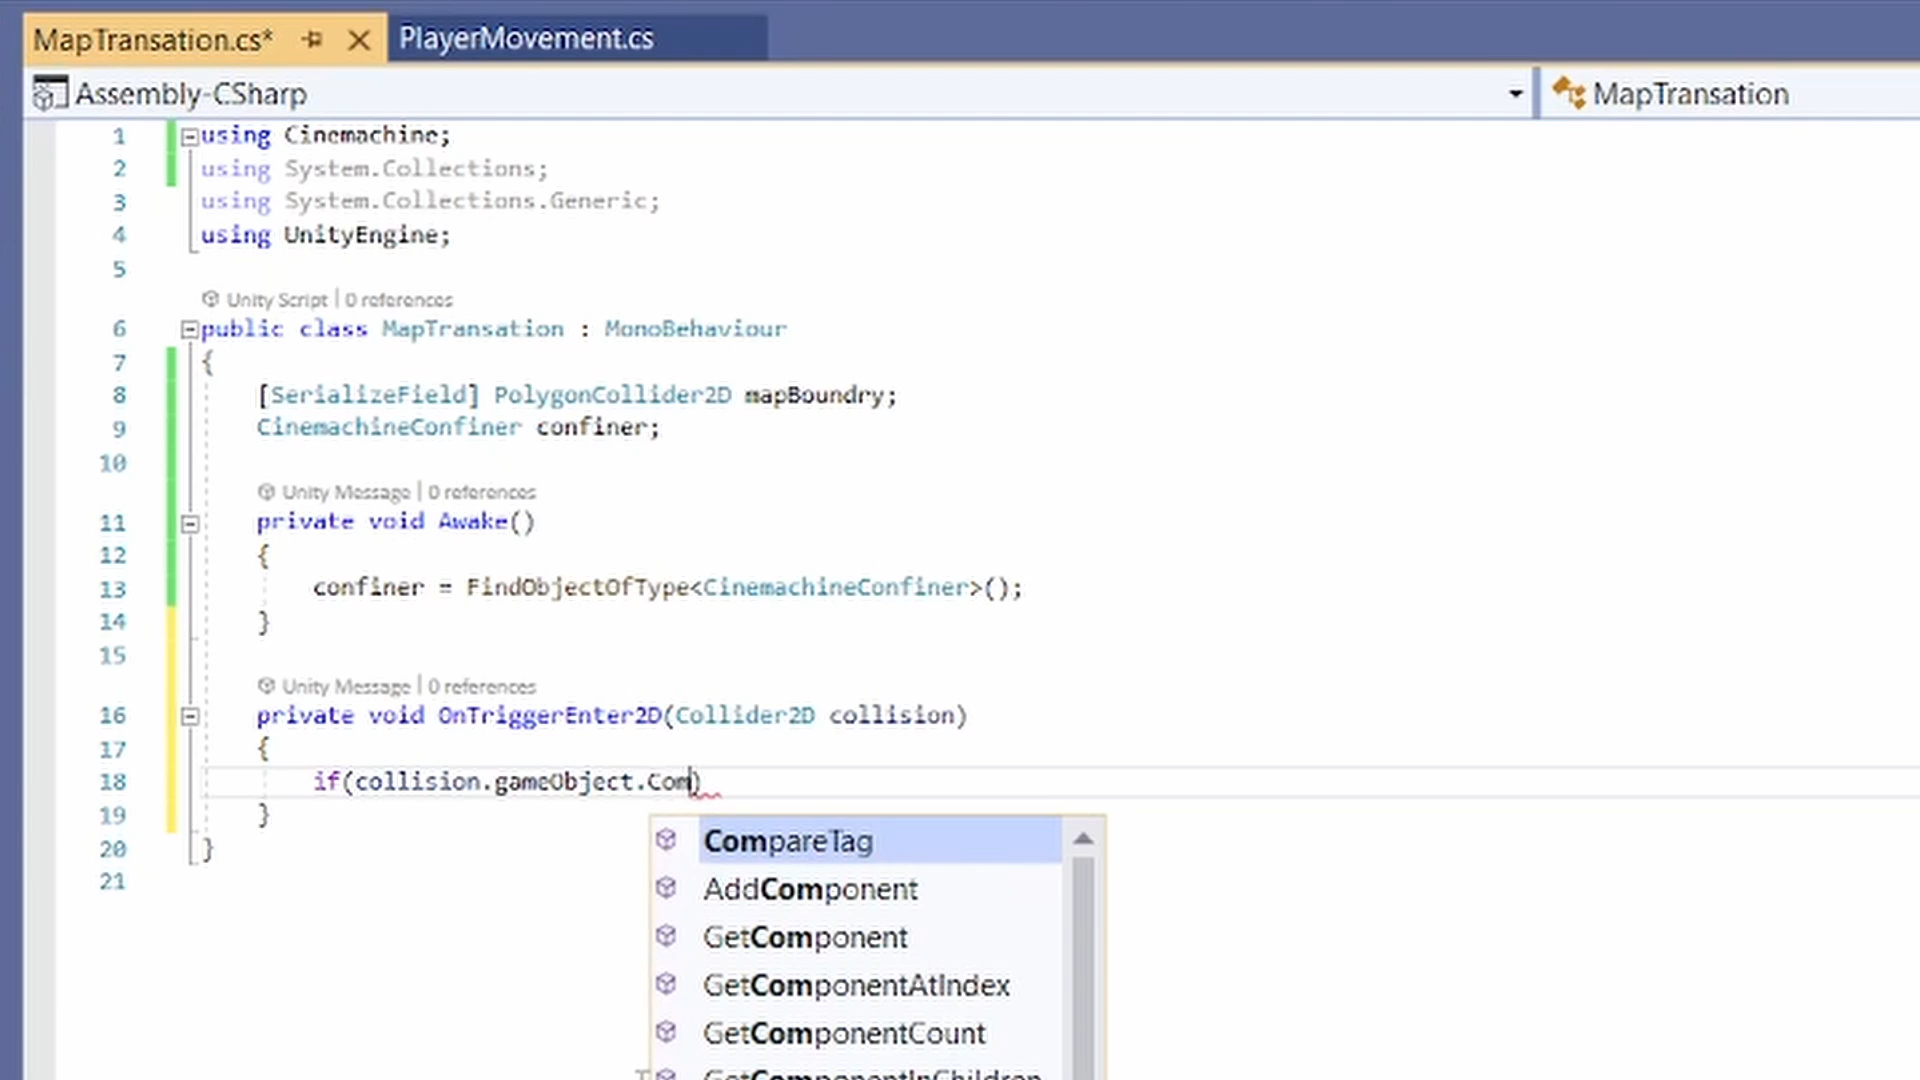 MapTransation.cs*
PlayerMovement.cs
Assembly-CSharp
MapTransation
1 using Cinemachine;
2 using System.Collections;
3 using System.Collections.Generic;
4 using UnityEngine;
5
Unity Script | 0 references
6 public class MapTransation : MonoBehaviour
7 {
8 [SerializeField] PolygonCollider2D mapBoundry;
9 CinemachineConfiner confiner;
10
Unity Message | 0 references
11 private void Awake()
12 {
13 confiner = FindObjectOfType<CinemachineConfiner>();
14 }
15
Unity Message | 0 references
16 private void OnTriggerEnter2D(Collider2D collision)
17 {
18 if(collision.gameObject.Com)
19 }
20 }
21
CompareTag
AddComponent
GetComponent
GetComponentAtIndex
GetComponentCount
GetComponentInChildren